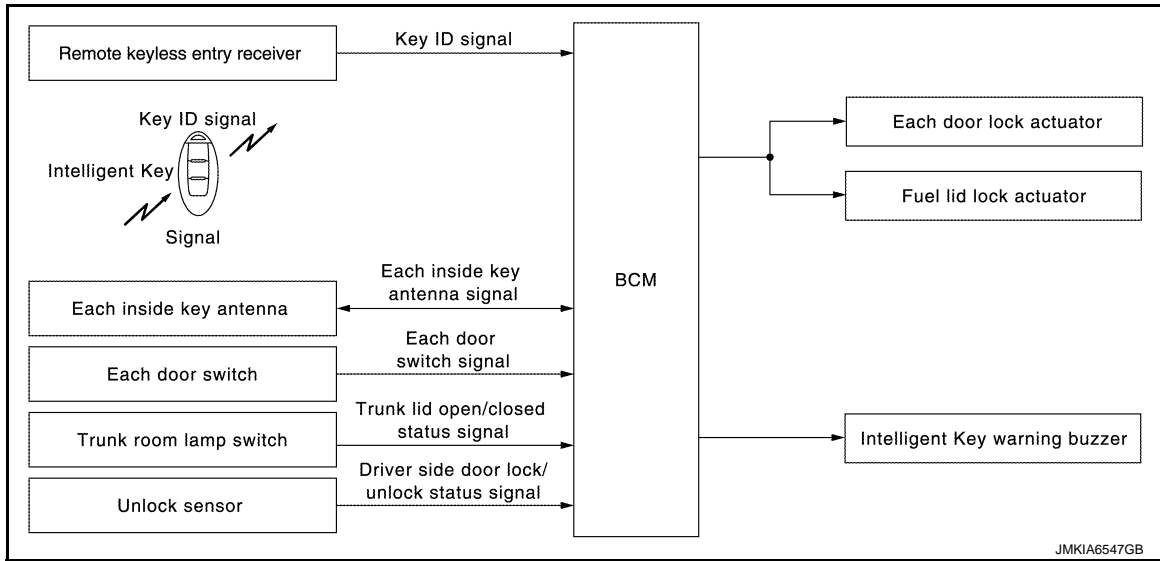 Remote keyless entry receiver
Key ID signal
Key ID signal
Intelligent Key
Signal
Each inside key antenna
Each inside key
antenna signal
Each door switch
Each door
switch signal
Trunk room lamp switch
Trunk lid open/closed
status signal
Unlock sensor
Driver side door lock/
unlock status signal
BCM
Each door lock actuator
Fuel lid lock actuator
Intelligent Key warning buzzer
JMKIA6547GB